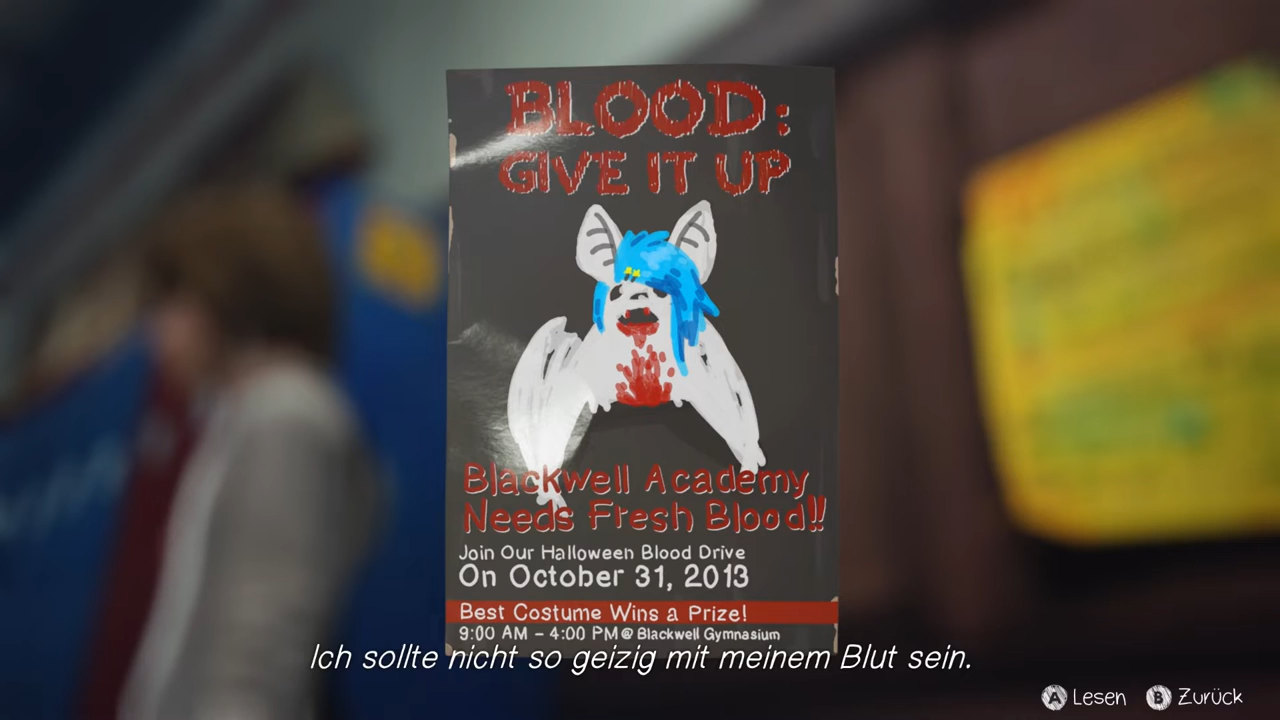 BLOOD:
GIVE IT UP
Blackwell Academy
Needs Fresh Blood!!
Join Our Halloween Blood Drive
On October 31, 2013
Best Costume Wins a Prize!
9:00 AM - 4:00 PM @ Blackwell Gymnasium
Ich sollte nicht so geizig mit meinem Blut sein.
A Lesen B Zurück